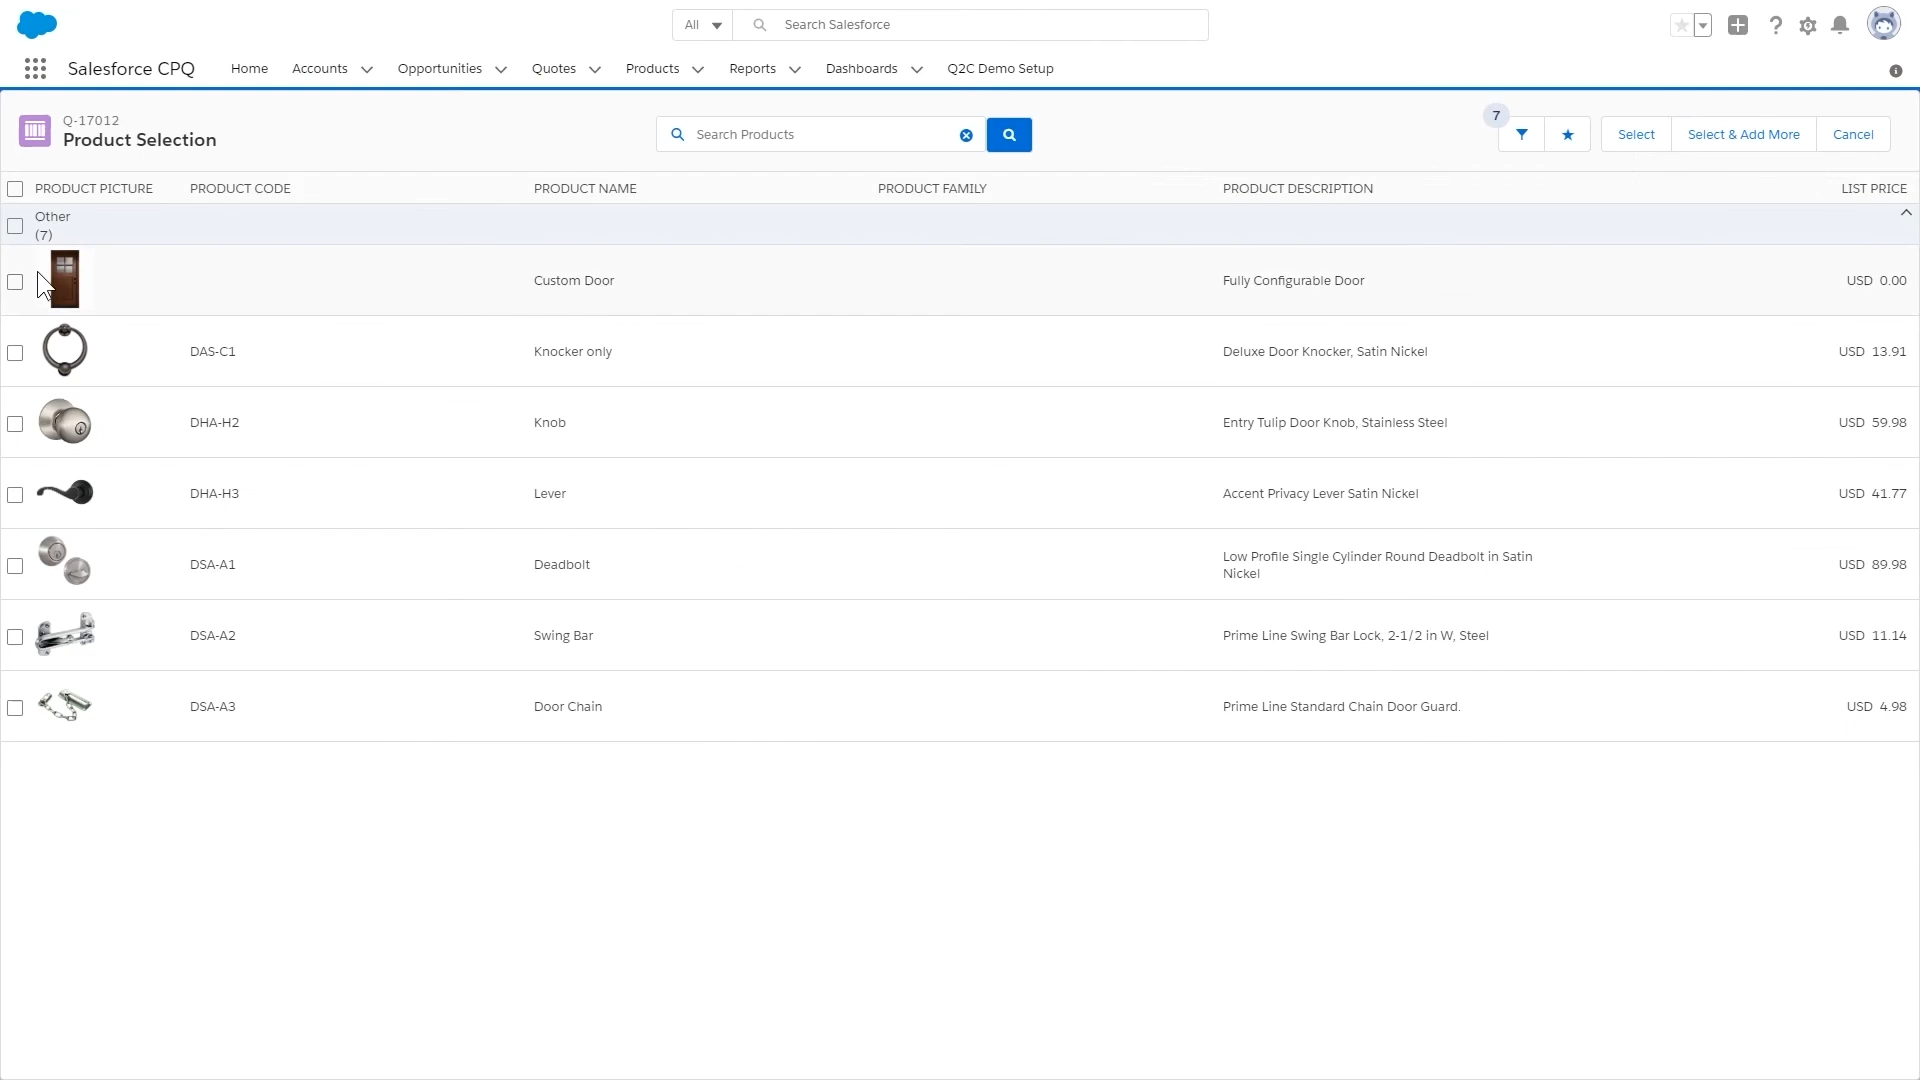 All
Search Salesforce
Salesforce CPQ
Home
Accounts
Opportunities
Quotes
Products
Reports
Dashboards
Q2C Demo Setup
Q-17012
Product Selection
Search Products
7
Select
Select & Add More
Cancel
PRODUCT PICTURE PRODUCT CODE PRODUCT NAME PRODUCT FAMILY PRODUCT DESCRIPTION LIST PRICE
Other
(7)
Custom Door Fully Configurable Door USD 0.00
DAS-C1 Knocker only Deluxe Door Knocker, Satin Nickel USD 13.91
DHA-H2 Knob Entry Tulip Door Knob, Stainless Steel USD 59.98
DHA-H3 Lever Accent Privacy Lever Satin Nickel USD 41.77
DSA-A1 Deadbolt Low Profile Single Cylinder Round Deadbolt in Satin
Nickel USD 89.98
DSA-A2 Swing Bar Prime Line Swing Bar Lock, 2-1/2 in W, Steel USD 11.14
DSA-A3 Door Chain Prime Line Standard Chain Door Guard. USD 4.98